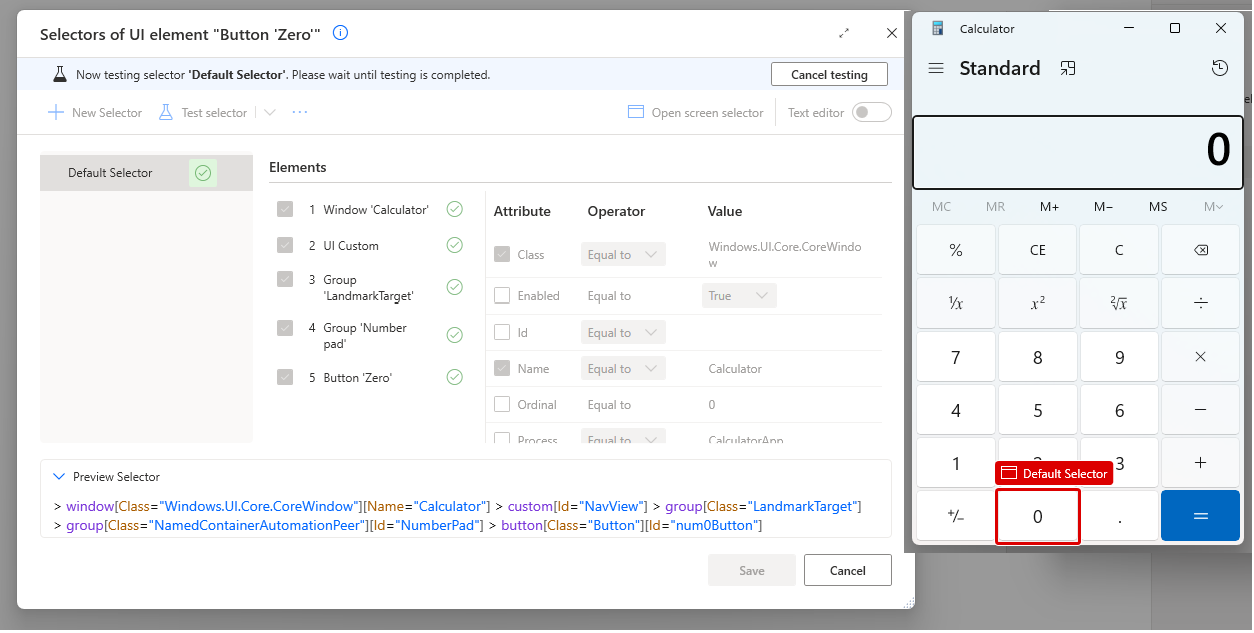 Selectors of UI element "Button 'Zero'"
Now testing selector 'Default Selector'. Please wait until testing is completed.
Cancel testing
New Selector
Test selector
Open screen selector
Text editor
Default Selector
Elements
1 Window 'Calculator'
2 UI Custom
3 Group
'LandmarkTarget'
4 Group 'Number
pad'
5 Button 'Zero'
Attribute Operator Value
Class Equal to Windows.UI.Core.CoreWindo
w
Enabled Equal to True
Id Equal to
Name Equal to Calculator
Ordinal Equal to 0
Process Equal to CalculatorApp
Preview Selector
> window[Class="Windows.UI.Core.CoreWindow"][Name="Calculator"] > custom[Id="NavView"] > group[Class="LandmarkTarget"]
> group[Class="NamedContainerAutomationPeer"][Id="NumberPad"] > button[Class="Button"][Id="num0Button"]
Save
Cancel
Calculator
Standard
0
MC MR M+ M− MS M
% CE C
¹/x x² ²√x ÷
7 8 9 ×
4 5 6 −
1 2 3 +
Default Selector
+/− 0 . =